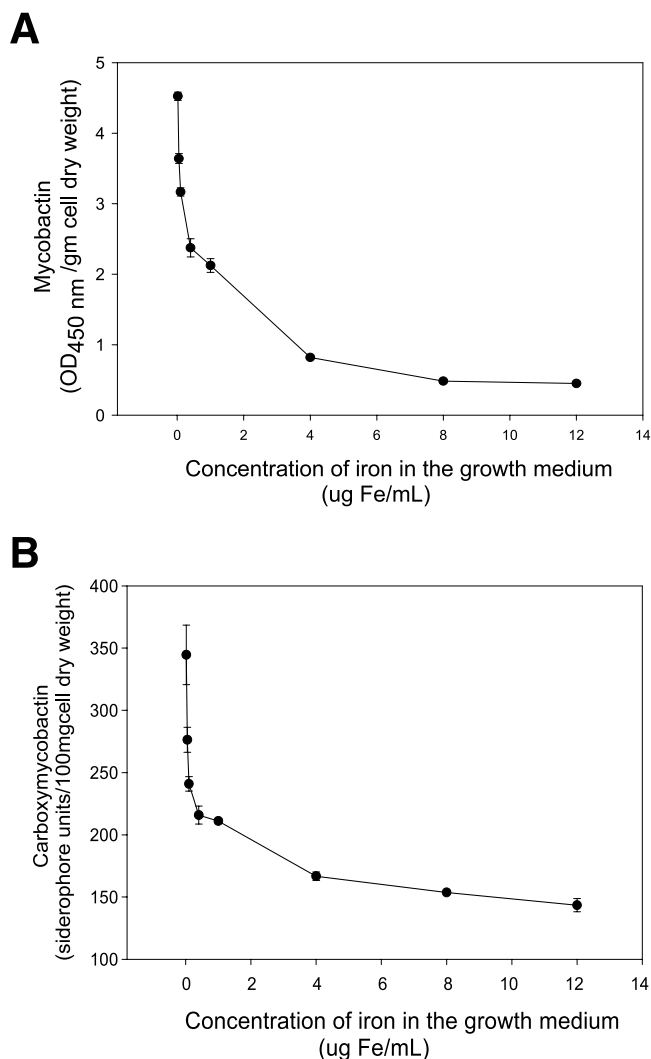 A
5
4
3
2
1
0
Mycobactin
(OD450 nm /gm cell dry weight)
0 2 4 6 8 10 12 14
Concentration of iron in the growth medium
(ug Fe/mL)
B
400
350
300
250
200
150
100
Carboxymycobactin
(siderophore units/100mgcell dry weight)
0 2 4 6 8 10 12 14
Concentration of iron in the growth medium
(ug Fe/mL)